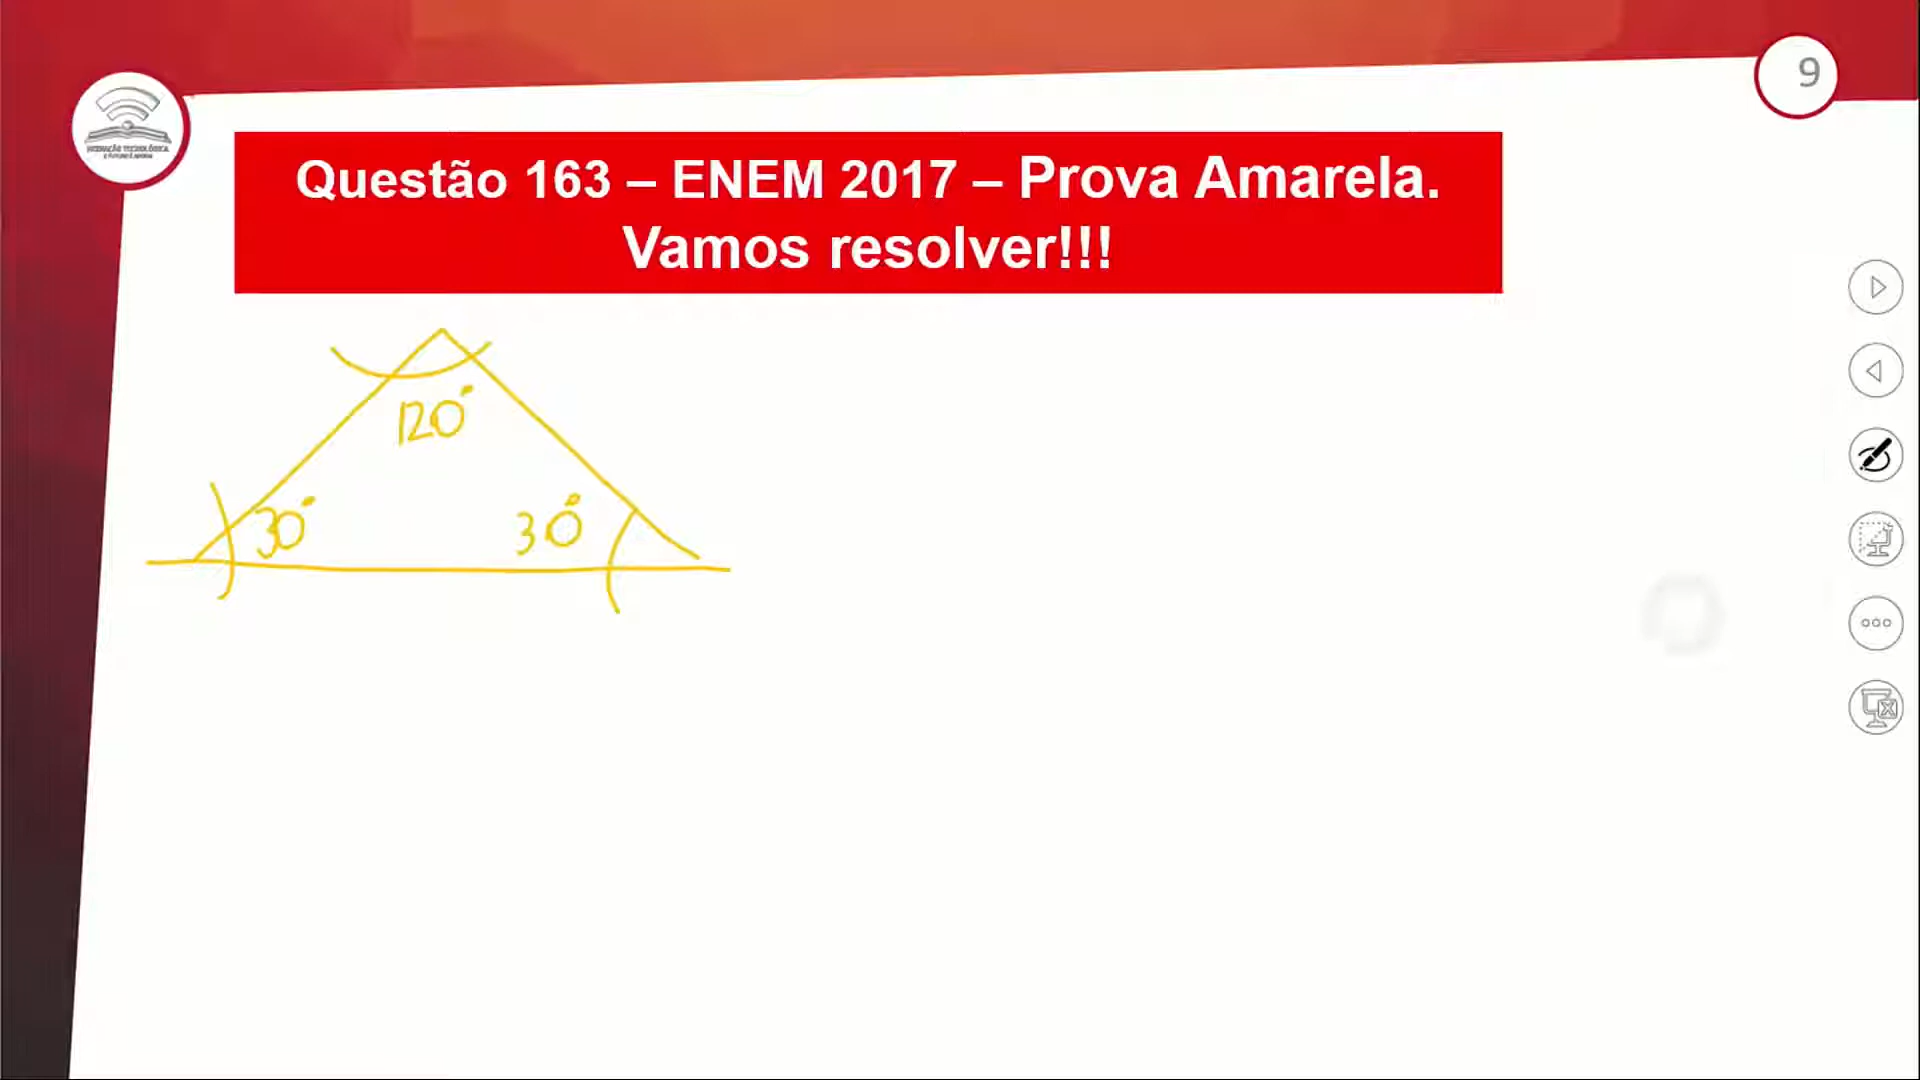 9
Questão 163 – ENEM 2017 – Prova Amarela.
Vamos resolver!!!
120°
30°
30°